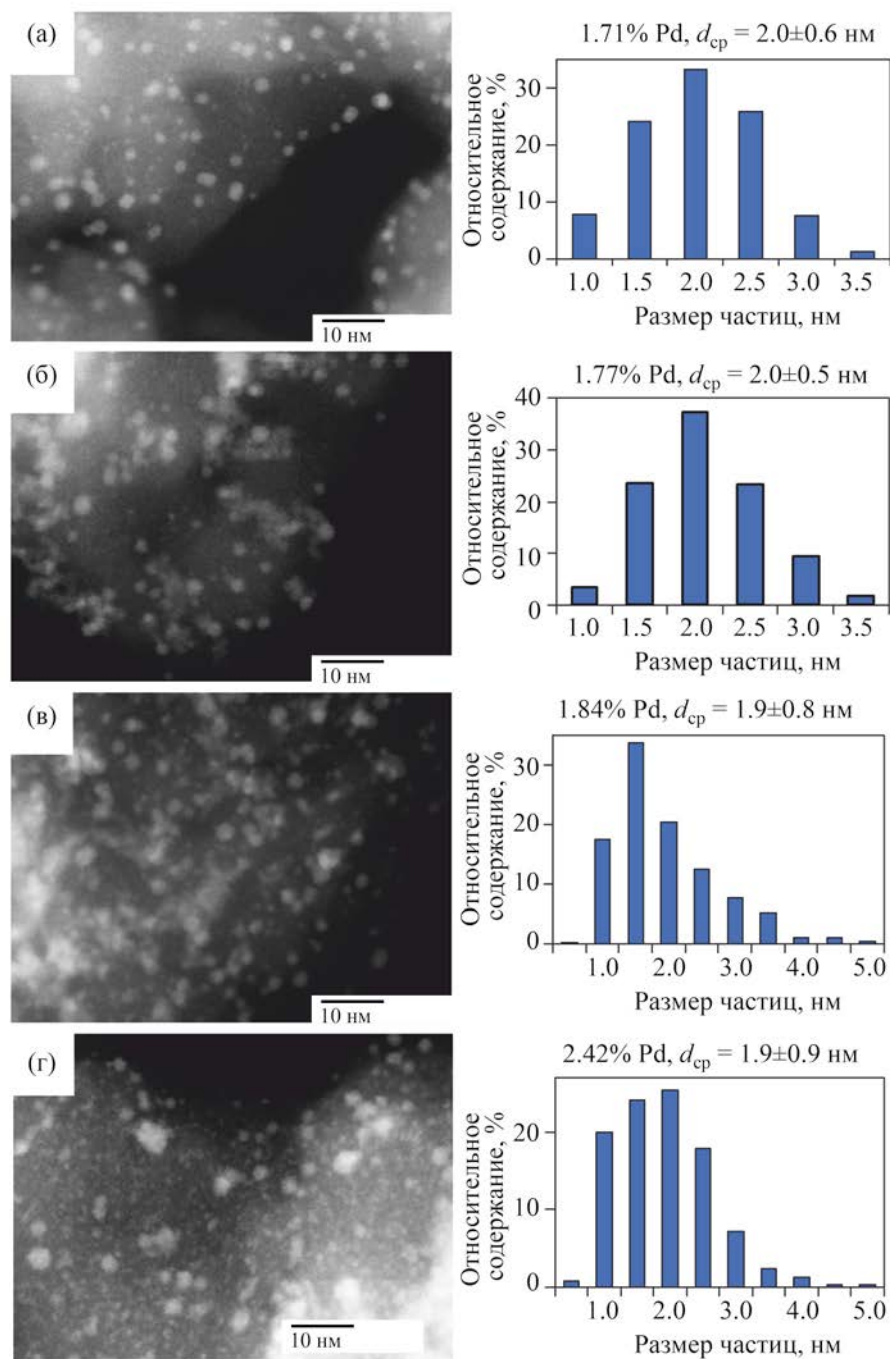 (а)
10 нм
1.71% Pd, dср = 2.0±0.6 нм
Относительное
содержание, %
30
20
10
0
1.0 1.5 2.0 2.5 3.0 3.5
Размер частиц, нм
(б)
10 нм
1.77% Pd, dср = 2.0±0.5 нм
Относительное
содержание, %
40
30
20
10
0
1.0 1.5 2.0 2.5 3.0 3.5
Размер частиц, нм
(в)
10 нм
1.84% Pd, dср = 1.9±0.8 нм
Относительное
содержание, %
30
20
10
0
1.0 2.0 3.0 4.0 5.0
Размер частиц, нм
(г)
10 нм
2.42% Pd, dср = 1.9±0.9 нм
Относительное
содержание, %
20
10
0
1.0 2.0 3.0 4.0 5.0
Размер частиц, нм